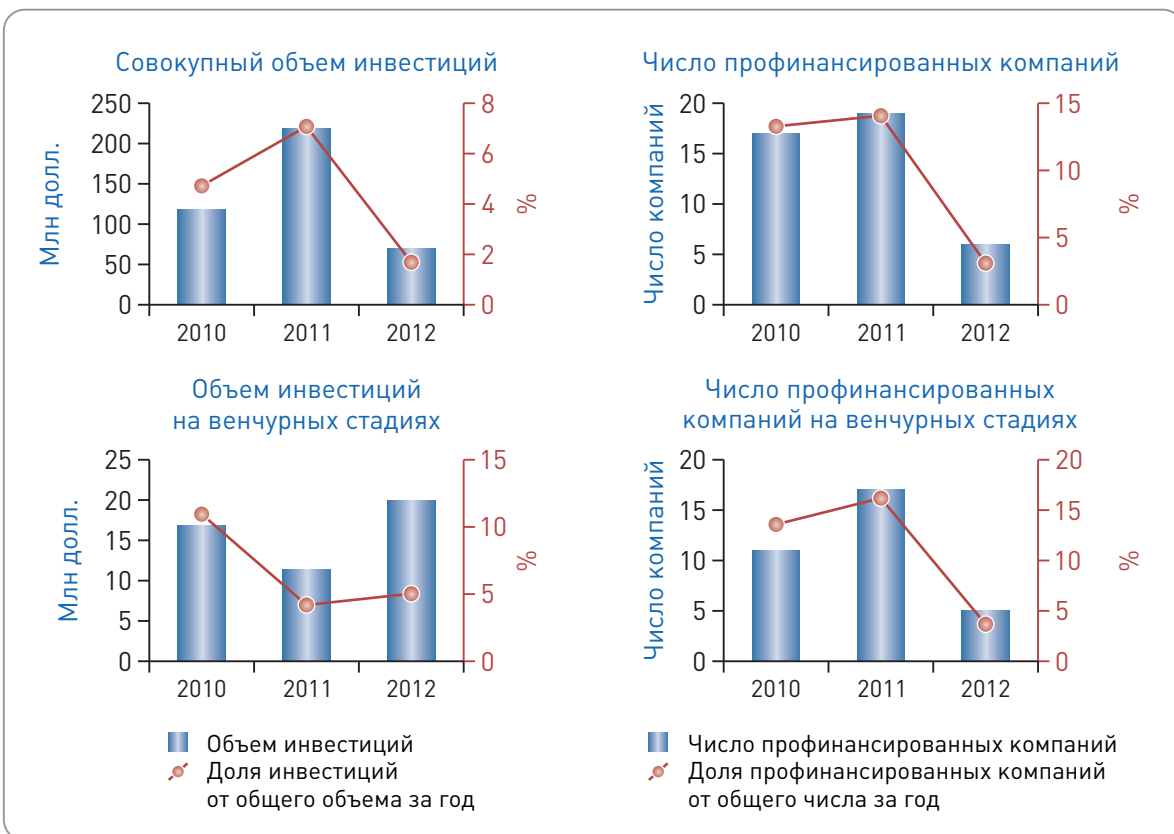 Совокупный объем инвестиций
Млн долл.
250
200
150
100
50
0
8
6
4
2
0
%
2010 2011 2012
Число профинансированных компаний
Число компаний
20
15
10
5
0
15
10
5
0
%
2010 2011 2012
Объем инвестиций
на венчурных стадиях
Млн долл.
25
20
15
10
5
0
15
10
5
0
%
2010 2011 2012
Число профинансированных
компаний на венчурных стадиях
Число компаний
20
15
10
5
0
20
15
10
5
0
%
2010 2011 2012
Объем инвестиций
Доля инвестиций
от общего объема за год
Число профинансированных компаний
Доля профинансированных компаний
от общего числа за год